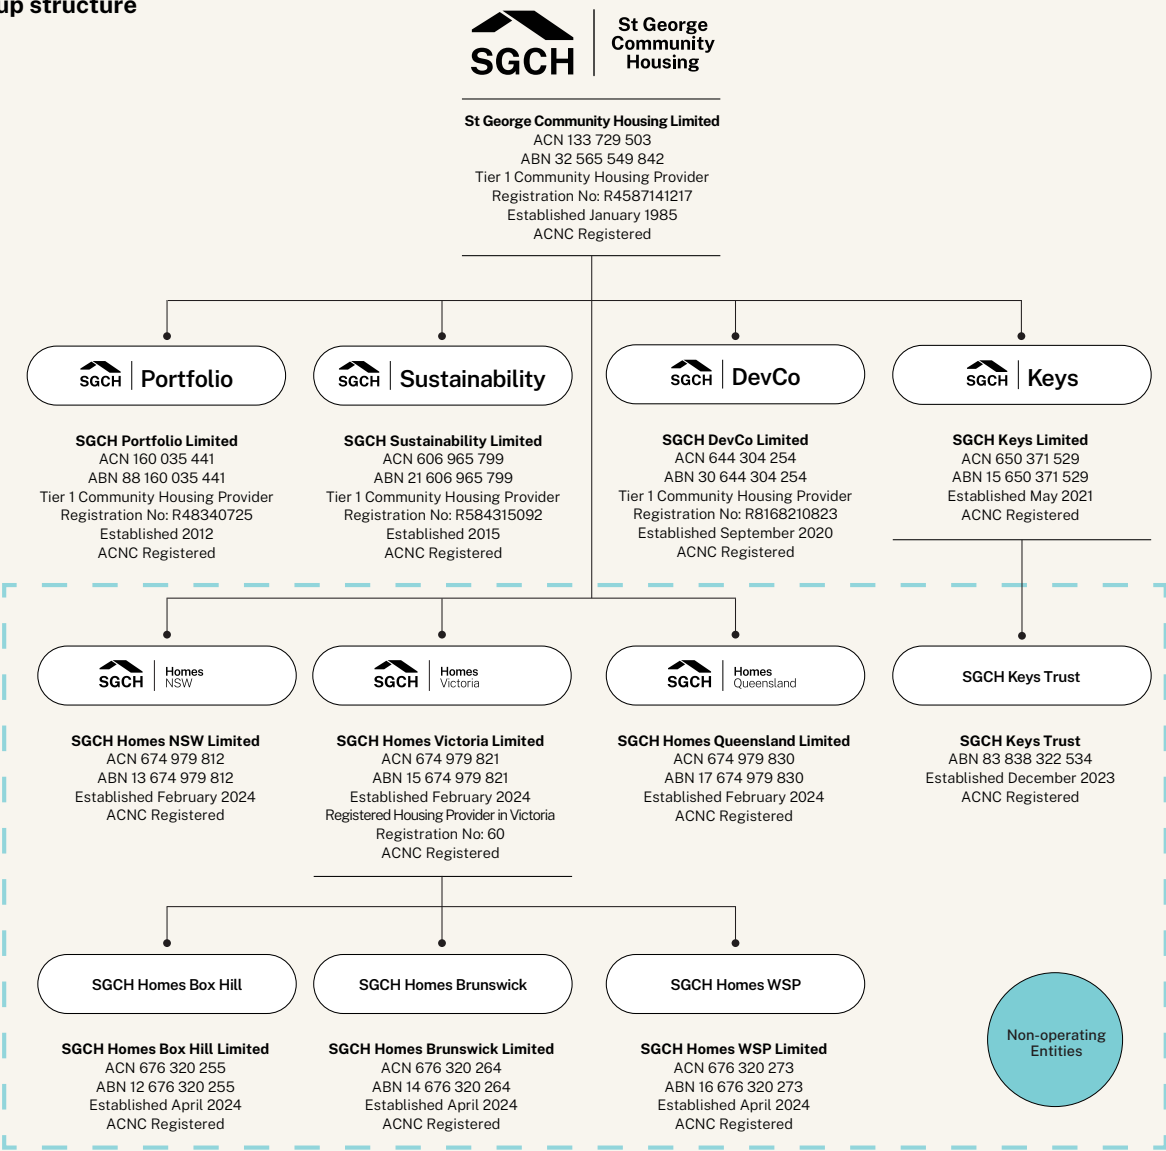 up structure
SGCH
St George
Community
Housing
St George Community Housing Limited
ACN 133 729 503
ABN 32 565 549 842
Tier 1 Community Housing Provider
Registration No: R4587141217
Established January 1985
ACNC Registered
SGCH Portfolio
SGCH Sustainability
SGCH DevCo
SGCH Keys
SGCH Portfolio Limited
ACN 160 035 441
ABN 88 160 035 441
Tier 1 Community Housing Provider
Registration No: R48340725
Established 2012
ACNC Registered
SGCH Sustainability Limited
ACN 606 965 799
ABN 21 606 965 799
Tier 1 Community Housing Provider
Registration No: R584315092
Established 2015
ACNC Registered
SGCH DevCo Limited
ACN 644 304 254
ABN 30 644 304 254
Tier 1 Community Housing Provider
Registration No: R8168210823
Established September 2020
ACNC Registered
SGCH Keys Limited
ACN 650 371 529
ABN 15 650 371 529
Established May 2021
ACNC Registered
SGCH
Homes
NSW
SGCH
Homes
Victoria
SGCH
Homes
Queensland
SGCH Keys Trust
SGCH Homes NSW Limited
ACN 674 979 812
ABN 13 674 979 812
Established February 2024
ACNC Registered
SGCH Homes Victoria Limited
ACN 674 979 821
ABN 15 674 979 821
Established February 2024
Registered Housing Provider in Victoria
Registration No: 60
ACNC Registered
SGCH Homes Queensland Limited
ACN 674 979 830
ABN 17 674 979 830
Established February 2024
ACNC Registered
SGCH Keys Trust
ABN 83 838 322 534
Established December 2023
ACNC Registered
SGCH Homes Box Hill
SGCH Homes Brunswick
SGCH Homes WSP
SGCH Homes Box Hill Limited
ACN 676 320 255
ABN 12 676 320 255
Established April 2024
ACNC Registered
SGCH Homes Brunswick Limited
ACN 676 320 264
ABN 14 676 320 264
Established April 2024
ACNC Registered
SGCH Homes WSP Limited
ACN 676 320 273
ABN 16 676 320 273
Established April 2024
ACNC Registered
Non-operating
Entities